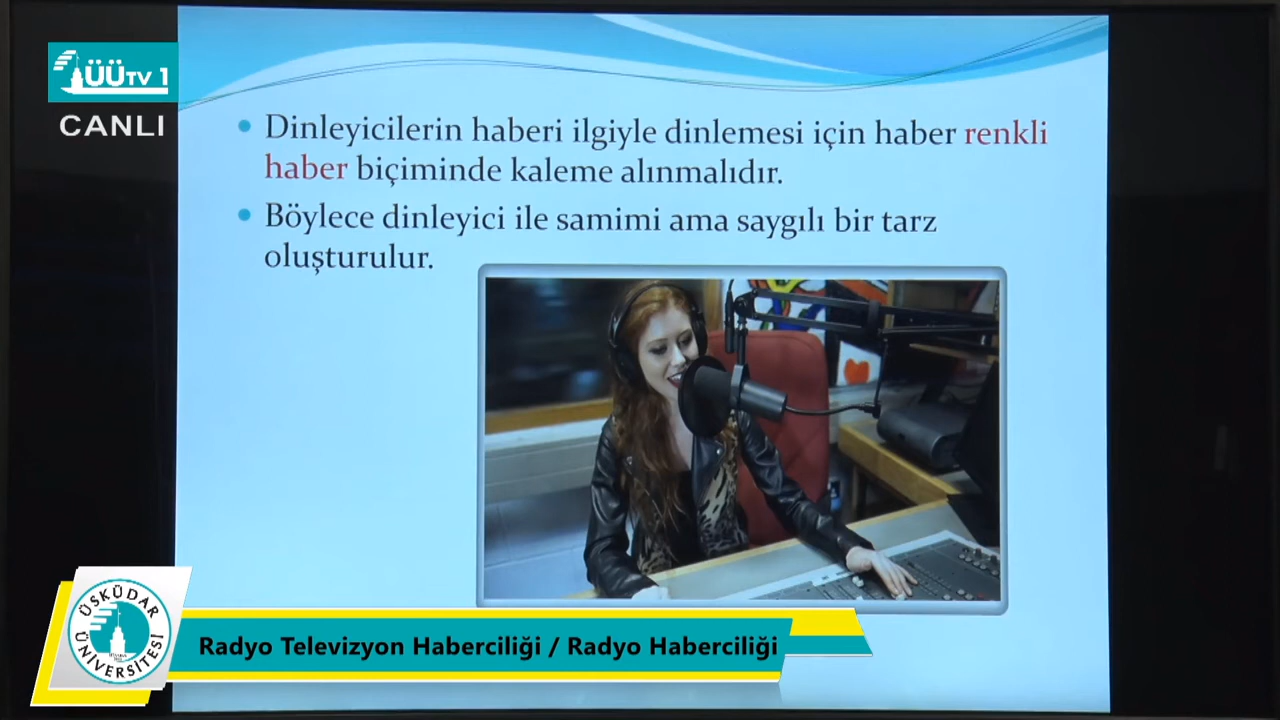 ÜÜTV 1
CANLI
Dinleyicilerin haberi ilgiyle dinlemesi için haber renkli
haber biçiminde kaleme alınmalıdır.
Böylece dinleyici ile samimi ama saygılı bir tarz
oluşturulur.
ÜSKÜDAR
ÜNİVERSİTESİ
Radyo Televizyon Haberciliği / Radyo Haberciliği